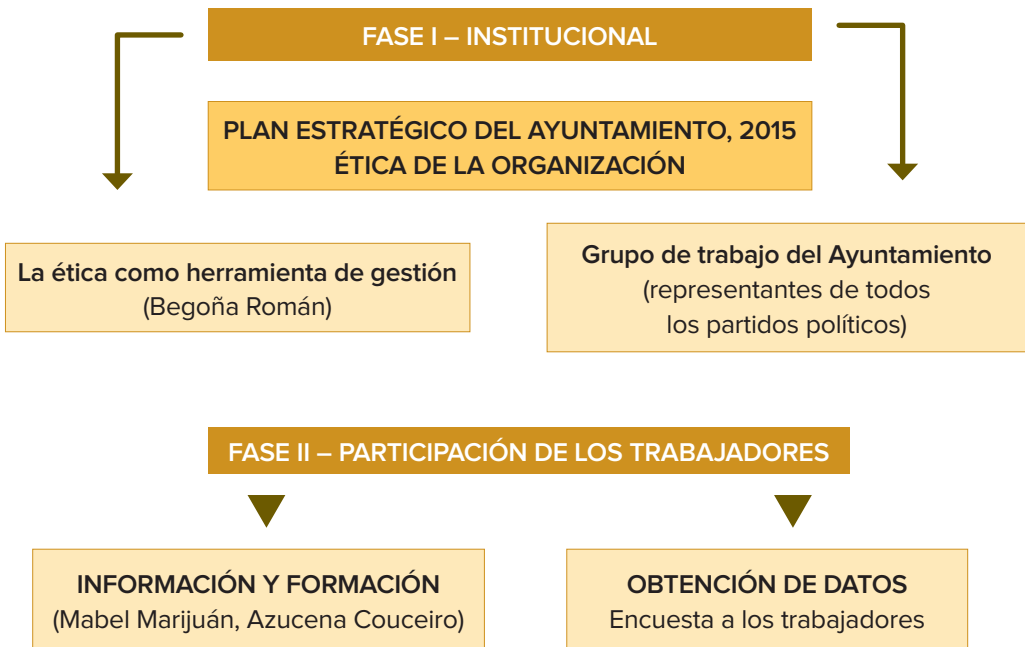 FASE I – INSTITUCIONAL
PLAN ESTRATÉGICO DEL AYUNTAMIENTO, 2015
ÉTICA DE LA ORGANIZACIÓN
La ética como herramienta de gestión
(Begoña Román)
Grupo de trabajo del Ayuntamiento
(representantes de todos
los partidos políticos)
FASE II – PARTICIPACIÓN DE LOS TRABAJADORES
INFORMACIÓN Y FORMACIÓN
(Mabel Marijuán, Azucena Couceiro)
OBTENCIÓN DE DATOS
Encuesta a los trabajadores